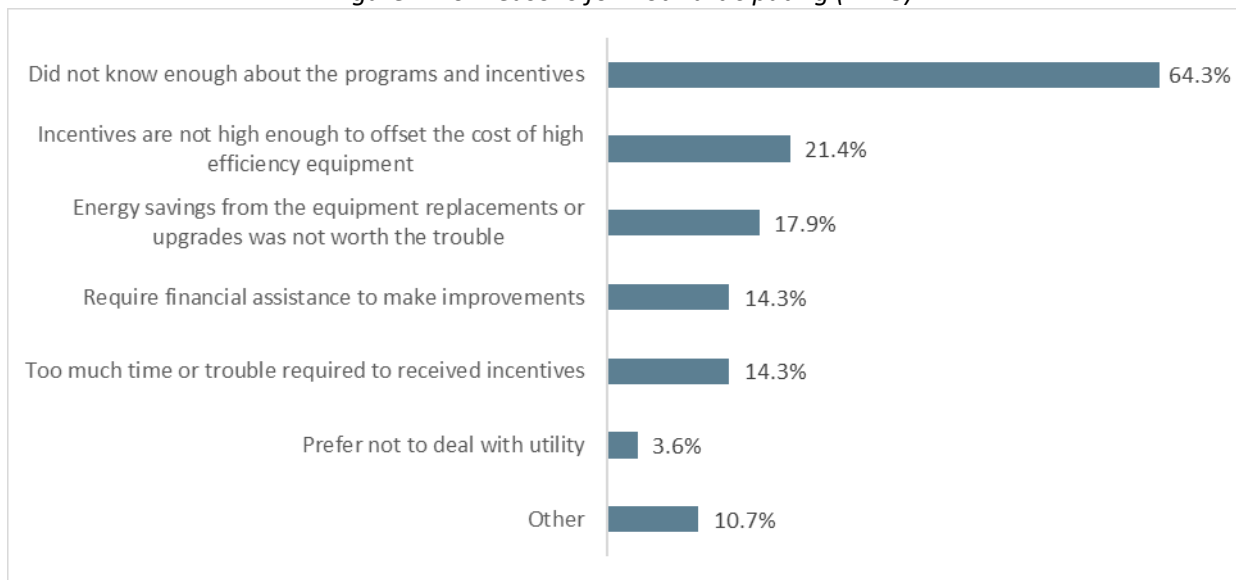 Did not know enough about the programs and incentives
64.3%
Incentives are not high enough to offset the cost of high
efficiency equipment
21.4%
Energy savings from the equipment replacements or
upgrades was not worth the trouble
17.9%
Require financial assistance to make improvements
14.3%
Too much time or trouble required to received incentives
14.3%
Prefer not to deal with utility
3.6%
Other
10.7%